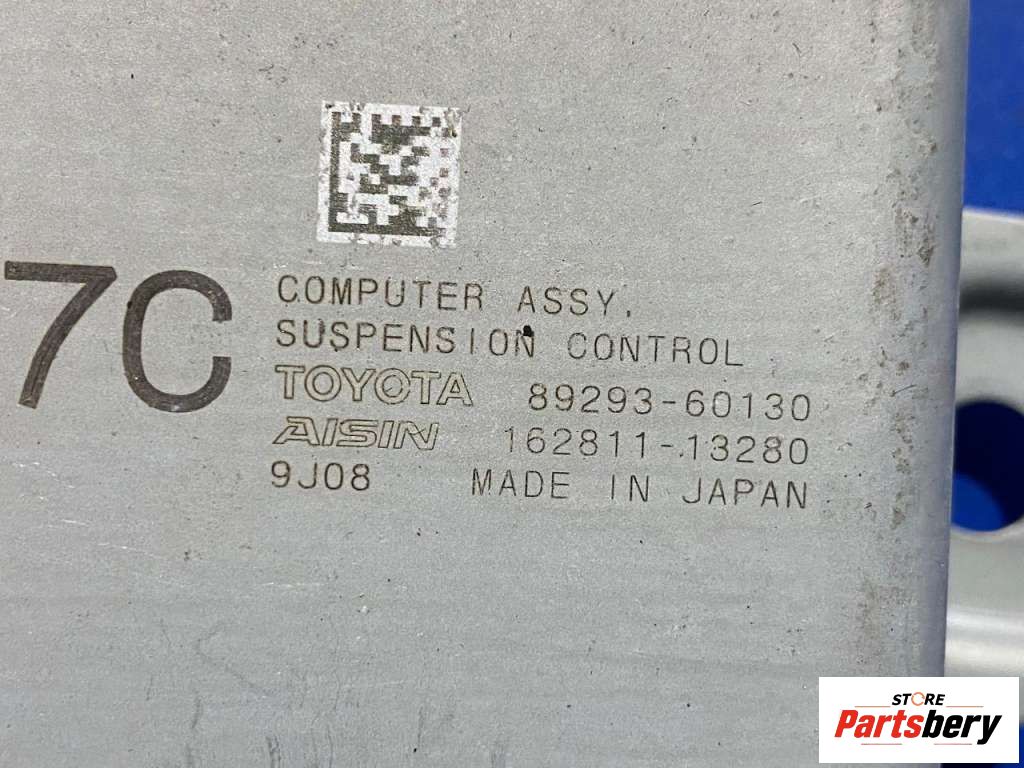 7C
COMPUTER ASSY,
SUSPENSION CONTROL
TOYOTA 89293-60130
AISIN 162811-13280
9J08 MADE IN JAPAN
STORE
Partsbery